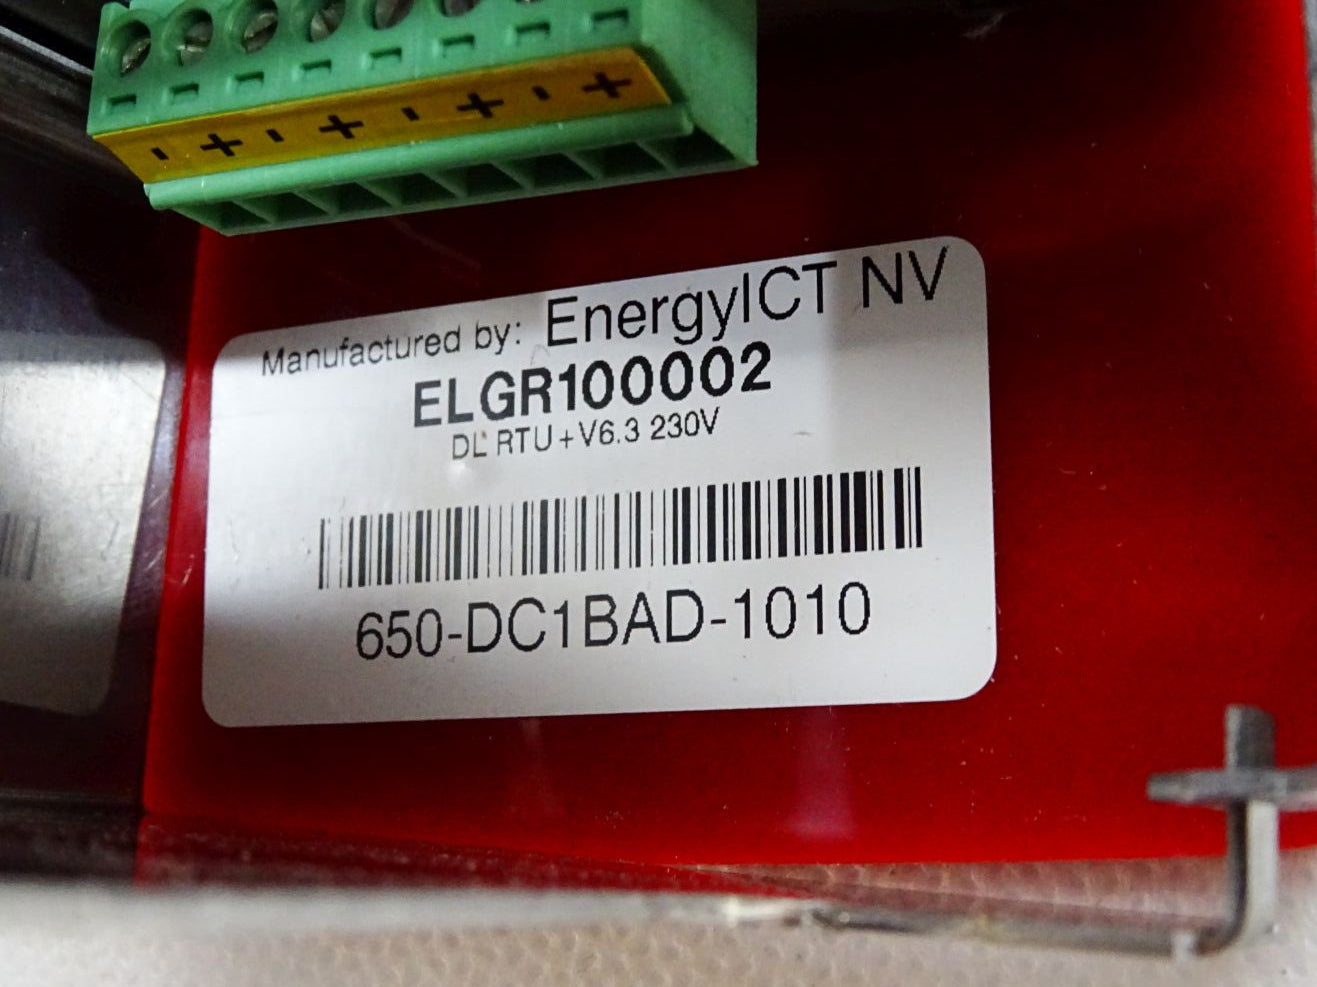 - + - + - + - +
Manufactured by: EnergyICT NV
ELGR100002
DL RTU+V6.3 230V
650-DC1BAD-1010